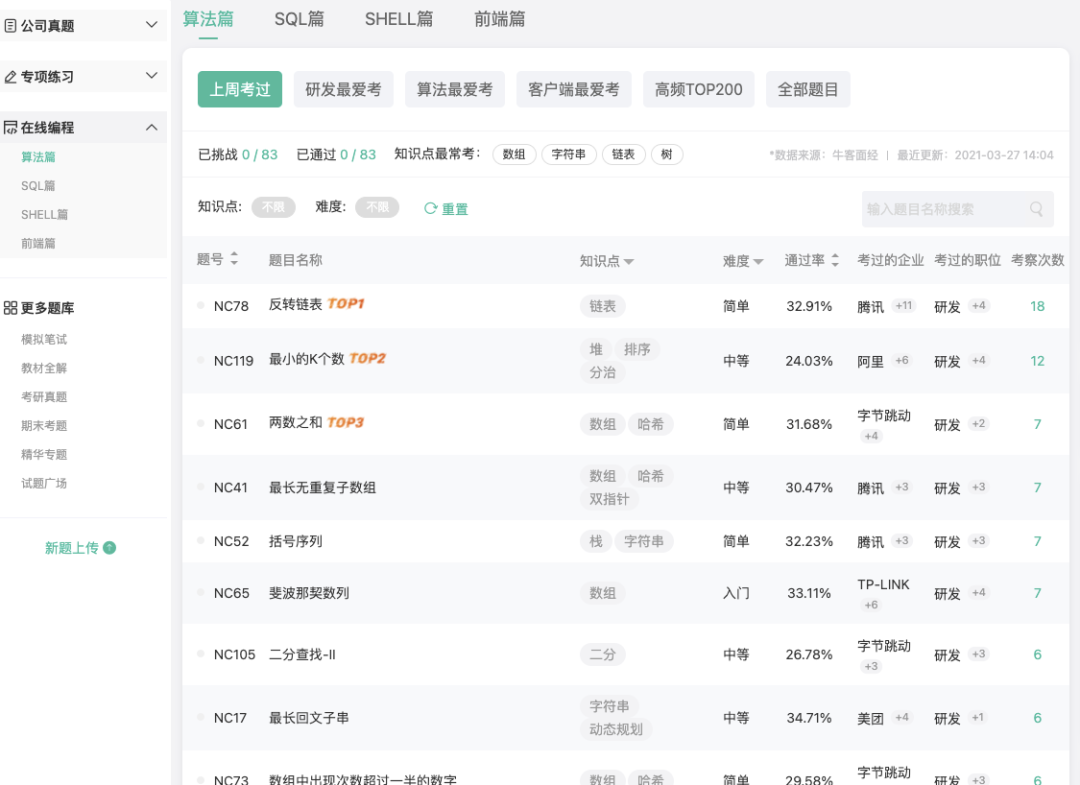 公司真题
专项练习
在线编程
算法篇
SQL篇
SHELL篇
前端篇
更多题库
模拟笔试
教材全解
考研真题
期末考题
精华专题
试题广场
新题上传
算法篇 SQL篇 SHELL篇 前端篇
上周考过 研发最爱考 算法最爱考 客户端最爱考 高频TOP200 全部题目
已挑战 0 / 83 已通过 0 / 83 知识点最常考: 数组 字符串 链表 树 *数据来源: 牛客面经 | 最近更新: 2021-03-27 14:04
知识点: 不限 难度: 不限 重置 输入题目名称搜索
题号 题目名称 知识点 难度 通过率 考过的企业 考过的职位 考察次数
NC78 反转链表 TOP1 链表 简单 32.91% 腾讯 +11 研发 +4 18
NC119 最小的K个数 TOP2 堆 排序 分治 中等 24.03% 阿里 +6 研发 +4 12
NC61 两数之和 TOP3 数组 哈希 简单 31.68% 字节跳动 +4 研发 +2 7
NC41 最长无重复子数组 数组 哈希 双指针 中等 30.47% 腾讯 +3 研发 +3 7
NC52 括号序列 栈 字符串 简单 32.23% 腾讯 +3 研发 +3 7
NC65 斐波那契数列 数组 入门 33.11% TP-LINK +6 研发 +4 7
NC105 二分查找-II 二分 中等 26.78% 字节跳动 +3 研发 +3 6
NC17 最长回文子串 字符串 动态规划 中等 34.71% 美团 +4 研发 +1 6
NC73 数组中出现次数超过一半的数字 数组 哈希 简单 29.58% 字节跳动 研发 +3 6